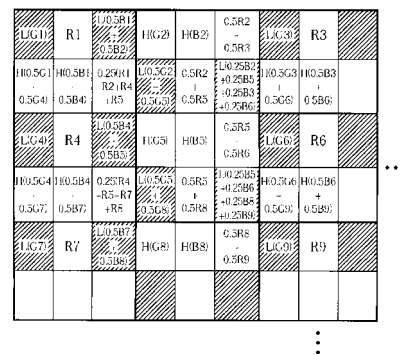 L(G1) R1 L(0.5R1 + 0.5B2) H(G2) H(B2) 0.5R2 - 0.5R3 L(G3) R3
H(0.5G1 - 0.5G4) H(0.5B1 - 0.5B4) 0.25(R1 R2+R4 +R5 L(0.5G2 + 0.5G5) 0.5R2 + 0.5R5 L(0.25B2 +0.25B5 +0.25B3 +0.25B6) H(0.5G3 + 0.5G6) H(0.5B3 + 0.5B6)
L(G4) R4 L(0.5B4 + 0.5B5) H(G5) H(B5) 0.5R5 - 0.5R6 L(G6) R6
H(0.5G4 - 0.5G7) H(0.5B4 - 0.5B7) 0.25(R4 -R5-R7 +R8 L(0.5G5 + 0.5G8) 0.5R5 + 0.5R8 L(0.25B5 +0.25B6 +0.25B8 +0.25B9) H(0.5G6 - 0.5G9) H(0.5B6 + 0.5B9)
L(G7) R7 L(0.5B7 + 0.5B8) H(G8) H(B8) 0.5R8 - 0.5R9 L(G9) R9